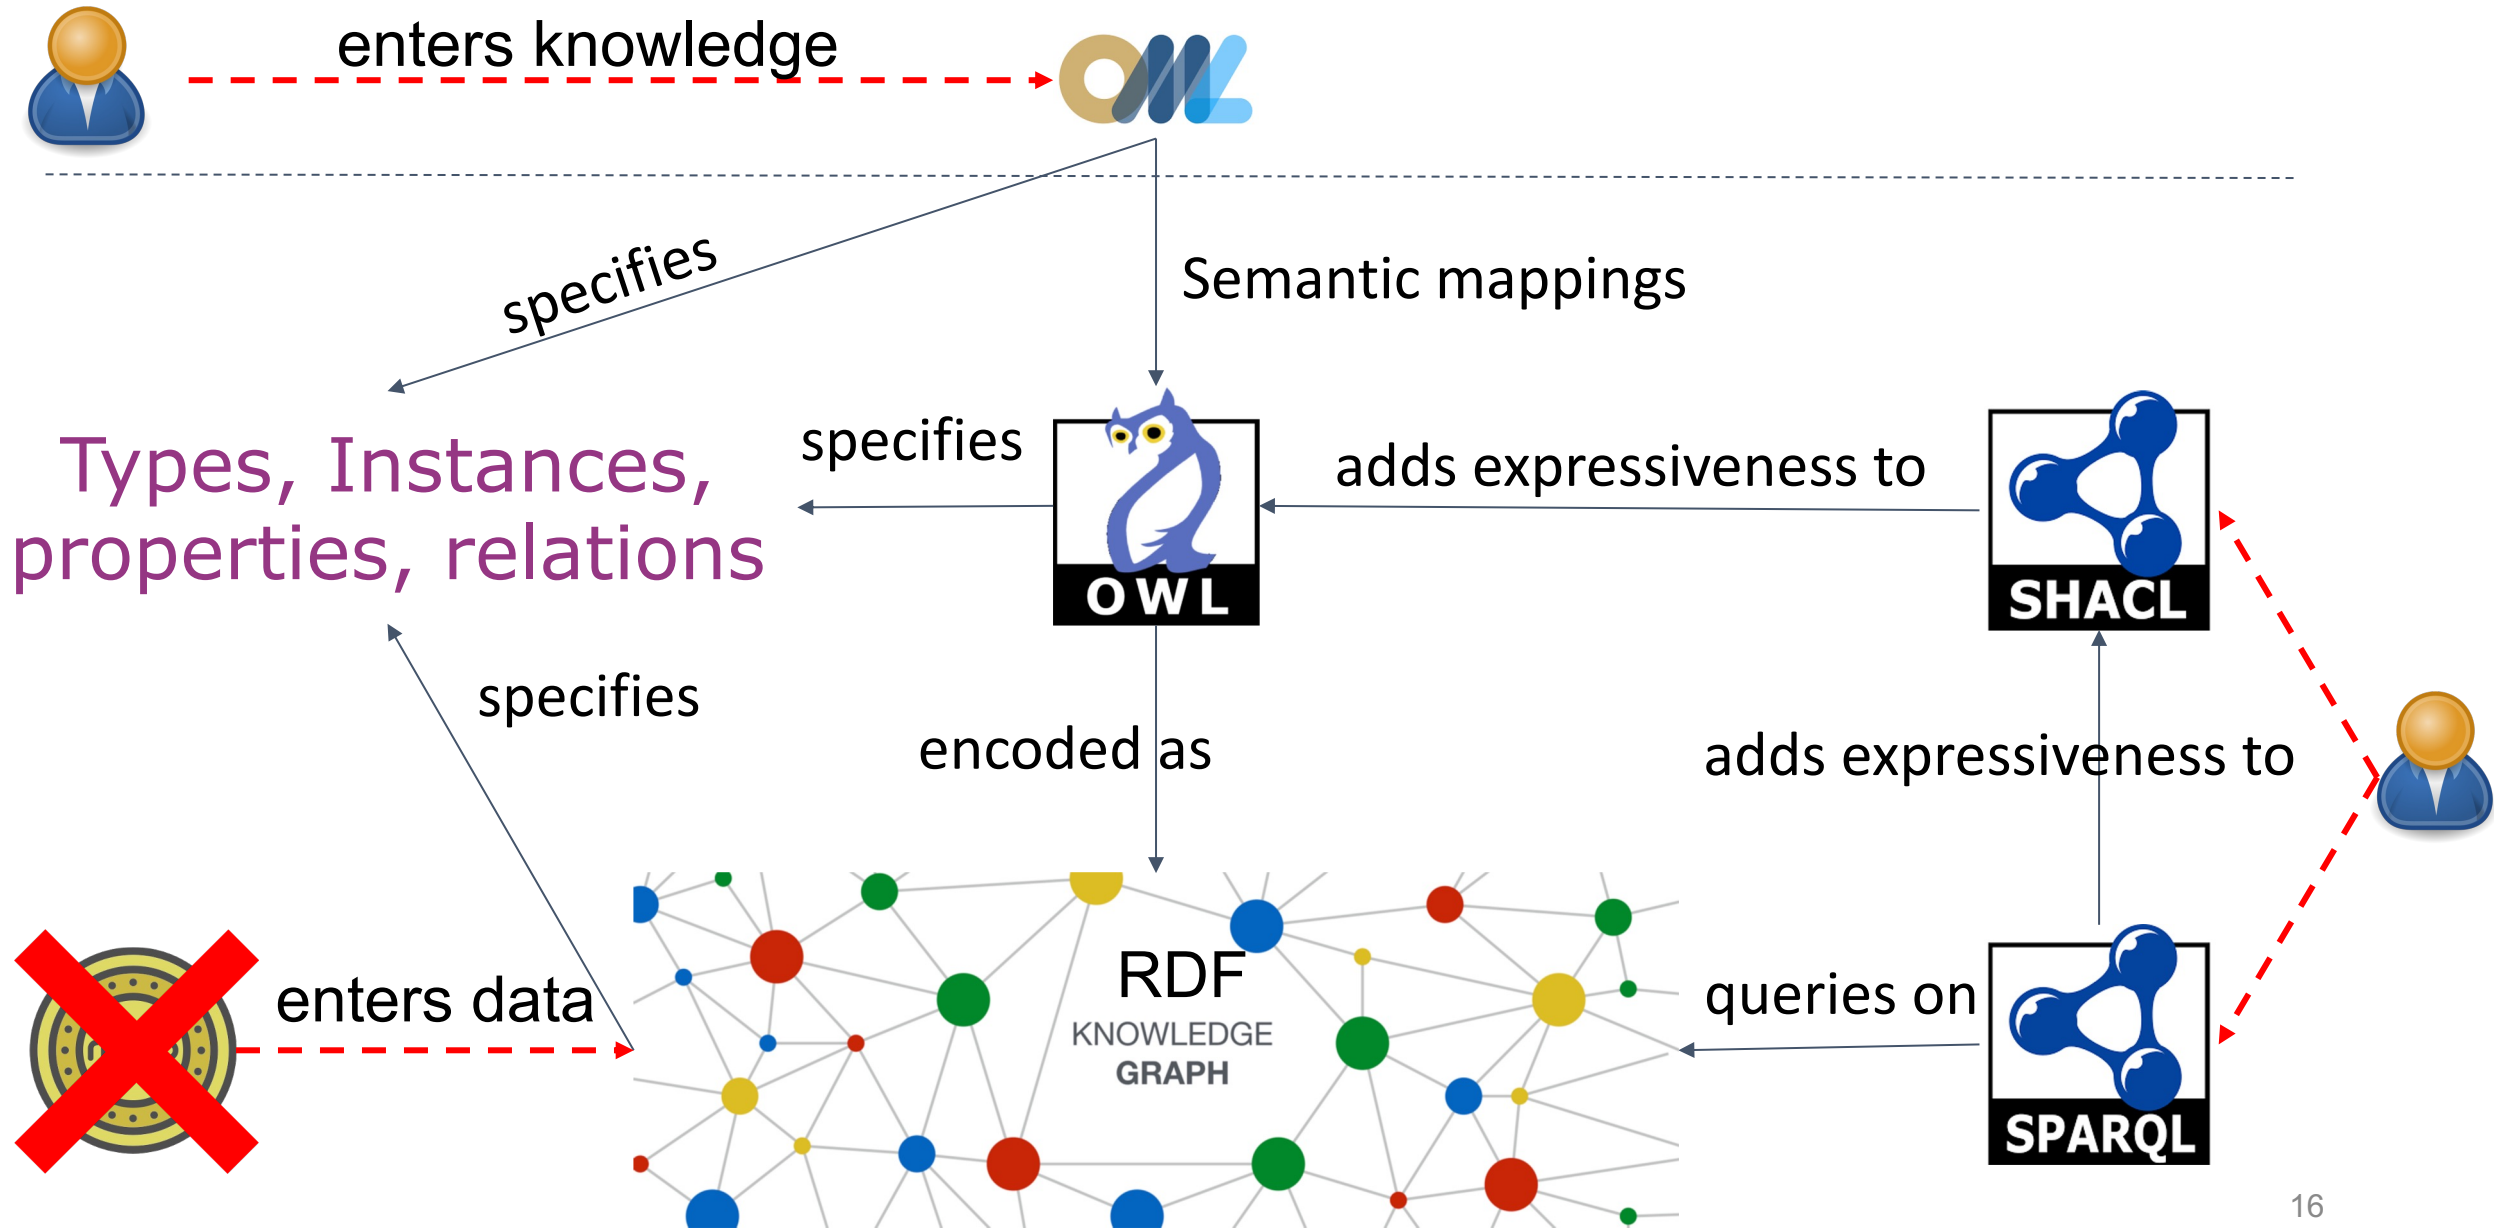 enters knowledge
OML
specifies
Semantic mappings
Types, Instances,
properties, relations
specifies
OWL
adds expressiveness to
SHACL
specifies
encoded as
adds expressiveness to
enters data
RDF
KNOWLEDGE
GRAPH
queries on
SPARQL
16